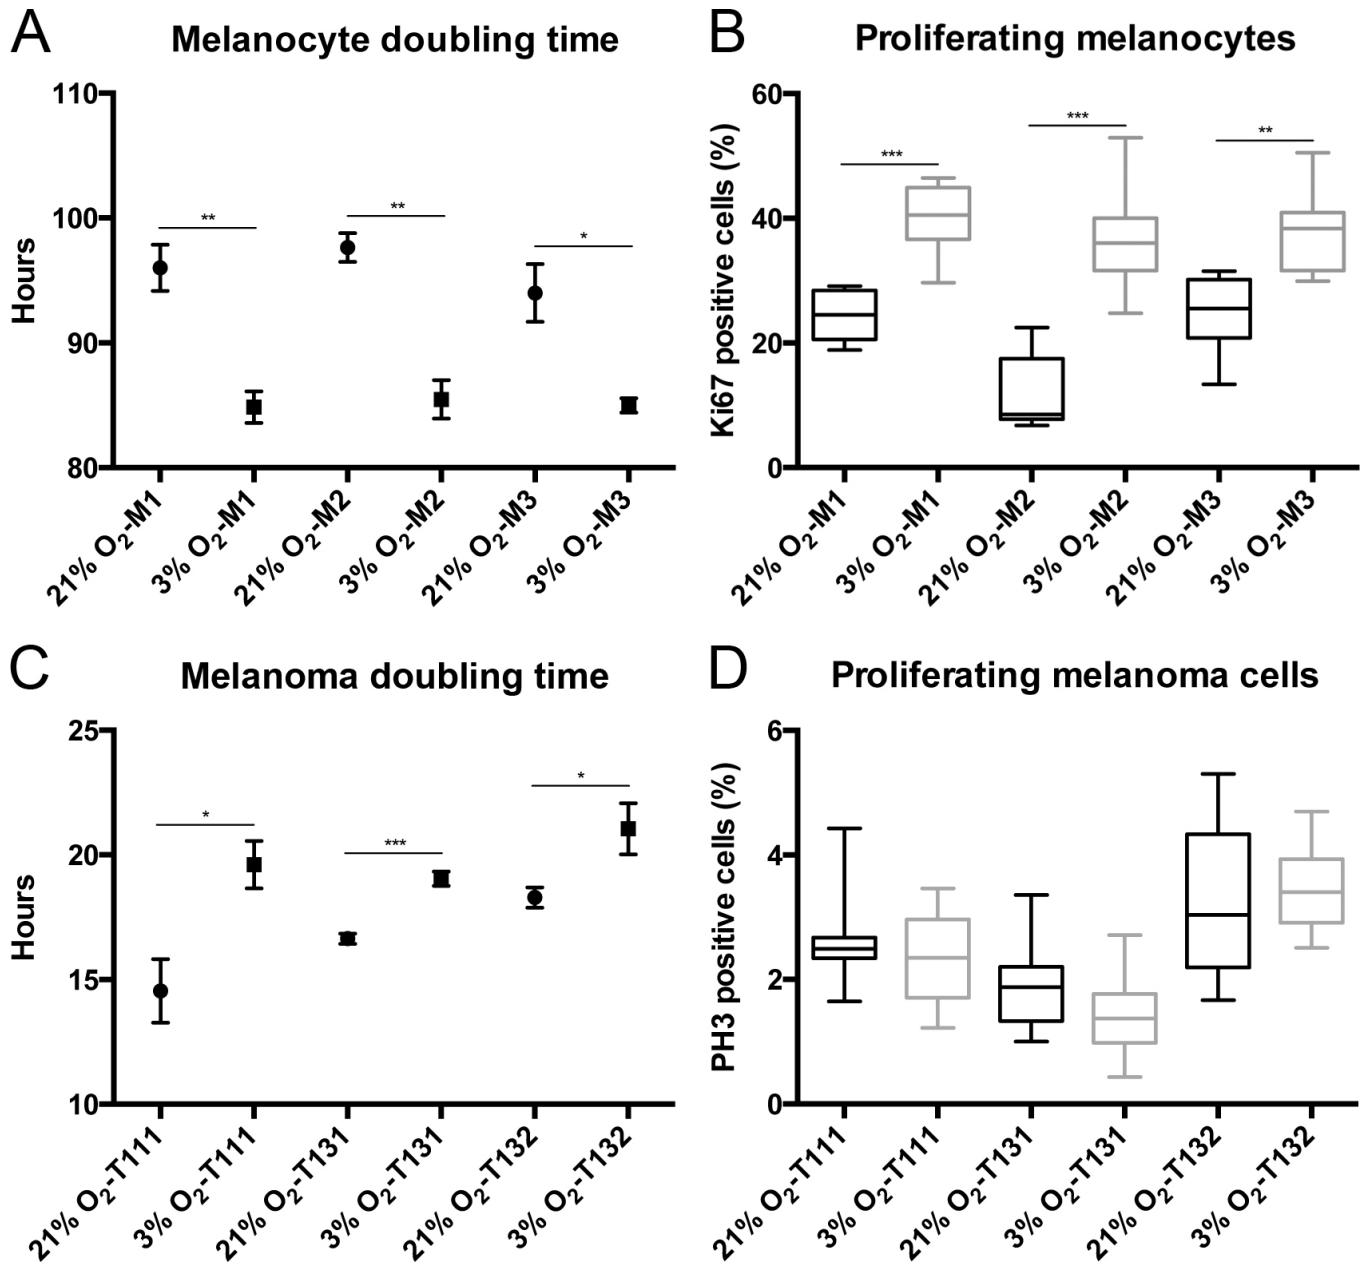 A
Melanocyte doubling time
Hours
110
100
90
80
**
**
*
21% O₂-M1
3% O₂-M1
21% O₂-M2
3% O₂-M2
21% O₂-M3
3% O₂-M3
B
Proliferating melanocytes
Ki67 positive cells (%)
60
40
20
0
***
***
**
21% O₂-M1
3% O₂-M1
21% O₂-M2
3% O₂-M2
21% O₂-M3
3% O₂-M3
C
Melanoma doubling time
Hours
25
20
15
10
*
***
*
21% O₂-T111
3% O₂-T111
21% O₂-T131
3% O₂-T131
21% O₂-T132
3% O₂-T132
D
Proliferating melanoma cells
PH3 positive cells (%)
6
4
2
0
21% O₂-T111
3% O₂-T111
21% O₂-T131
3% O₂-T131
21% O₂-T132
3% O₂-T132